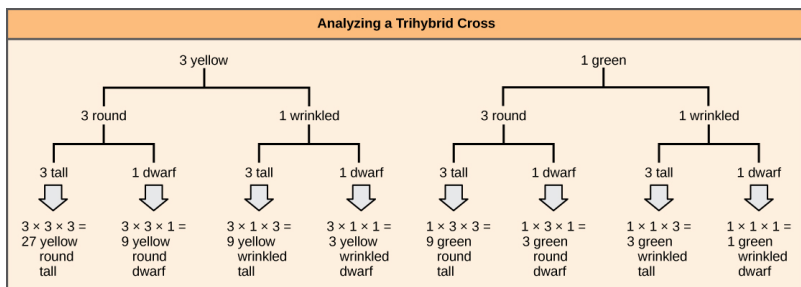 Analyzing a Trihybrid Cross
3 yellow 1 green
3 round 1 wrinkled 3 round 1 wrinkled
3 tall 1 dwarf 3 tall 1 dwarf 3 tall 1 dwarf 3 tall 1 dwarf
3 × 3 × 3 = 3 × 3 × 1 = 3 × 1 × 3 = 3 × 1 × 1 = 1 × 3 × 3 = 1 × 3 × 1 = 1 × 1 × 3 = 1 × 1 × 1 =
27 yellow 9 yellow 9 yellow 3 yellow 9 green 3 green 3 green 1 green
round round wrinkled wrinkled round round wrinkled wrinkled
tall dwarf tall dwarf tall dwarf tall dwarf